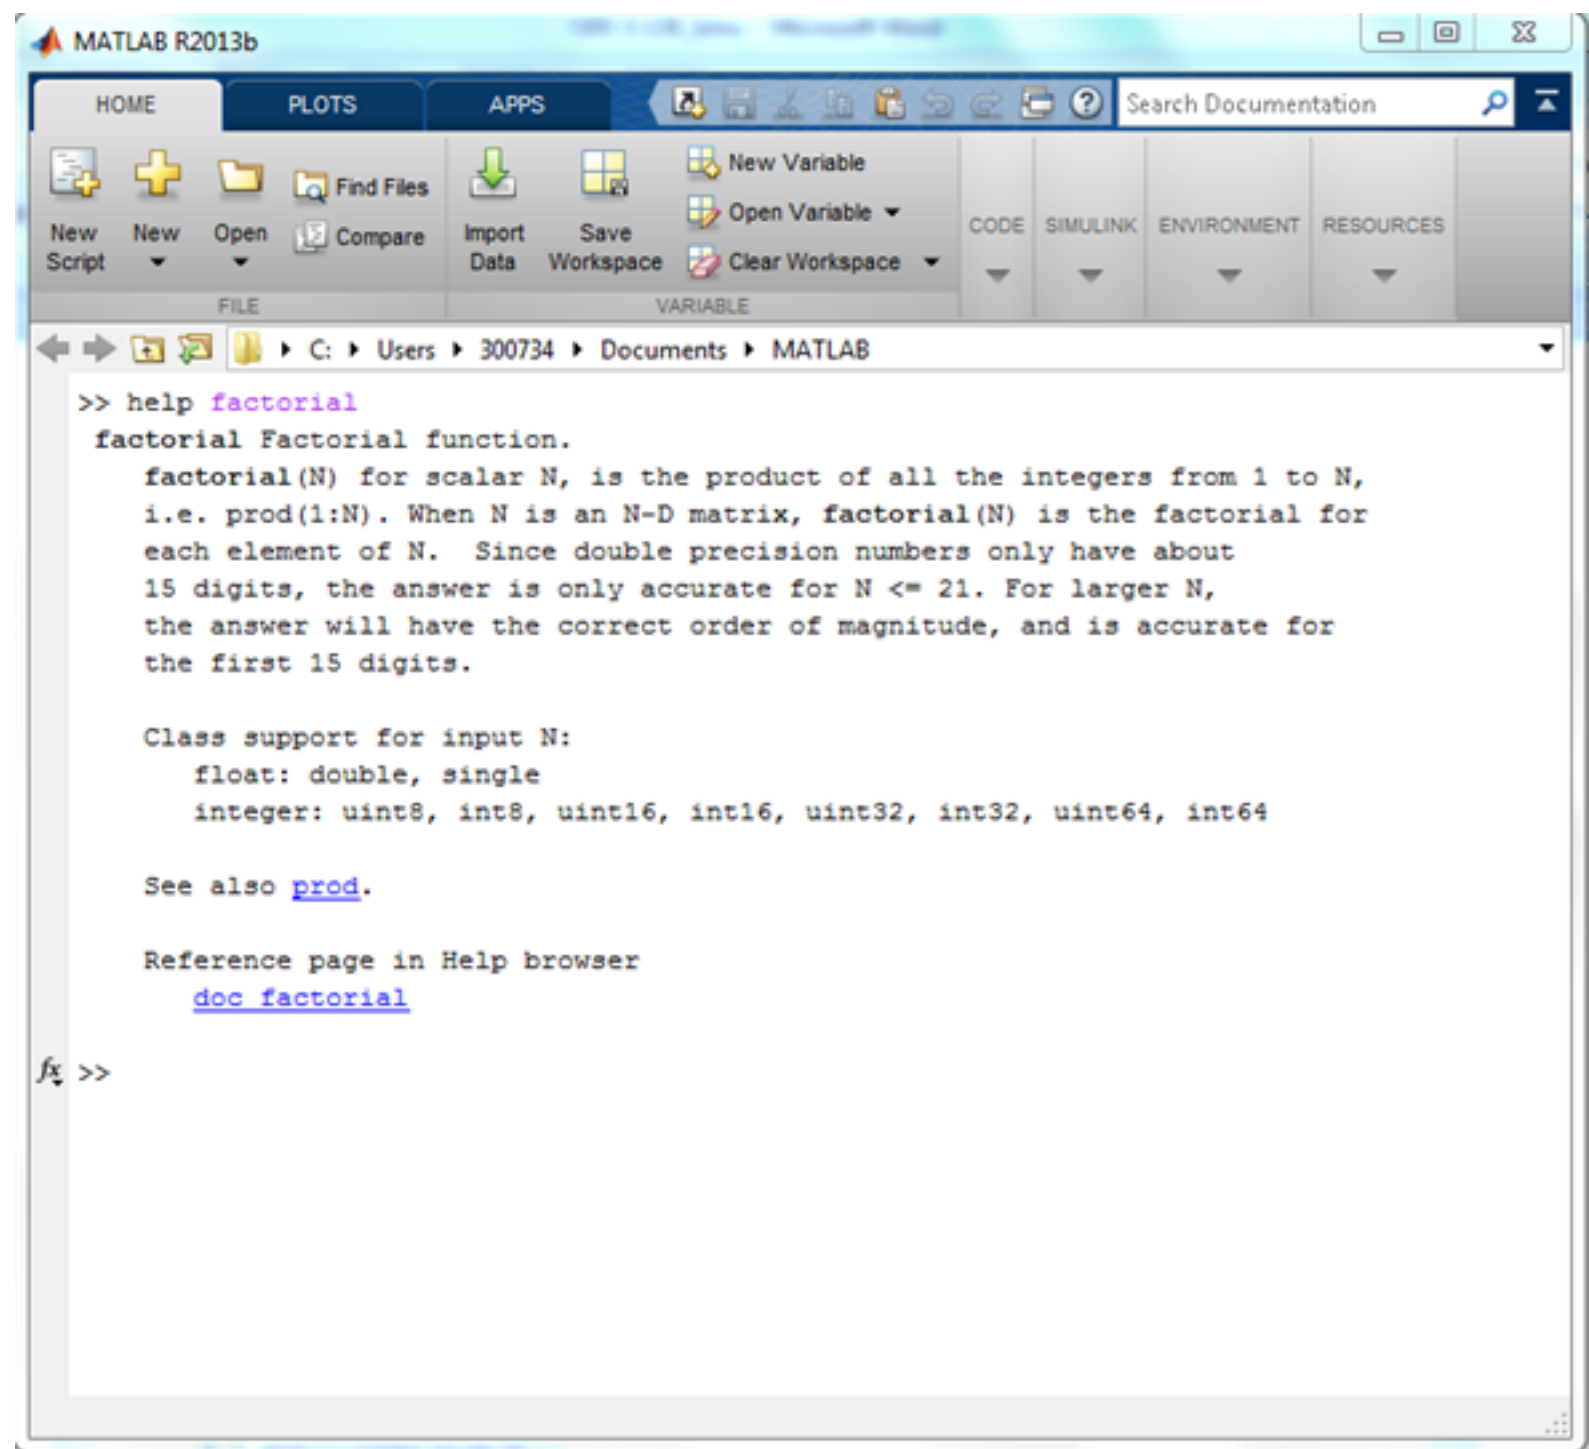 MATLAB R2013b
HOME PLOTS APPS Search Documentation
New Script New Open Find Files Compare Import Data Save Workspace New Variable Open Variable Clear Workspace CODE SIMULINK ENVIRONMENT RESOURCES
FILE VARIABLE
C: Users 300734 Documents MATLAB
>> help factorial
factorial Factorial function.
factorial(N) for scalar N, is the product of all the integers from 1 to N,
i.e. prod(1:N). When N is an N-D matrix, factorial(N) is the factorial for
each element of N.  Since double precision numbers only have about
15 digits, the answer is only accurate for N <= 21. For larger N,
the answer will have the correct order of magnitude, and is accurate for
the first 15 digits.
Class support for input N:
float: double, single
integer: uint8, int8, uint16, int16, uint32, int32, uint64, int64
See also prod.
Reference page in Help browser
doc factorial
fx >>